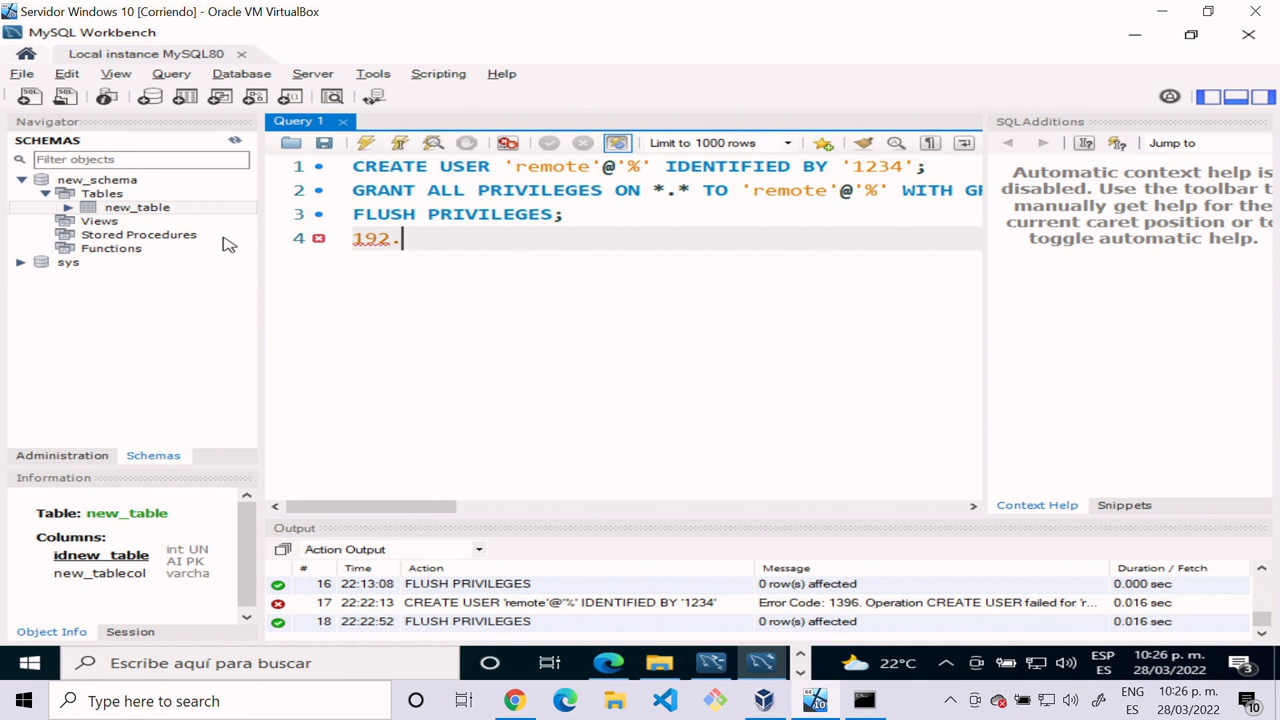 Servidor Windows 10 [Corriendo] - Oracle VM VirtualBox
MySQL Workbench
Local instance MySQL80
File Edit View Query Database Server Tools Scripting Help
Navigator
SCHEMAS
Filter objects
new_schema
Tables
new_table
Views
Stored Procedures
Functions
sys
Administration Schemas
Information
Table: new_table
Columns:
idnew_table int UN
AI PK
new_tablecol varcha
Object Info Session
Query 1
Limit to 1000 rows
1 CREATE USER 'remote'@'%' IDENTIFIED BY '1234';
2 GRANT ALL PRIVILEGES ON *.* TO 'remote'@'%' WITH GR
3 FLUSH PRIVILEGES;
4 192.
SQLAdditions
Jump to
Automatic context help is
disabled. Use the toolbar t
manually get help for the
current caret position or to
toggle automatic help.
Context Help Snippets
Output
Action Output
# Time Action Message Duration / Fetch
16 22:13:08 FLUSH PRIVILEGES 0 row(s) affected 0.000 sec
17 22:22:13 CREATE USER 'remote'@'%' IDENTIFIED BY '1234' Error Code: 1396. Operation CREATE USER failed for 'r... 0.016 sec
18 22:22:52 FLUSH PRIVILEGES 0 row(s) affected 0.016 sec
Escribe aquí para buscar
22°C
ESP
ES
10:26 p. m.
28/03/2022
3
Type here to search
ENG
ES
10:26 p. m.
28/03/2022
10